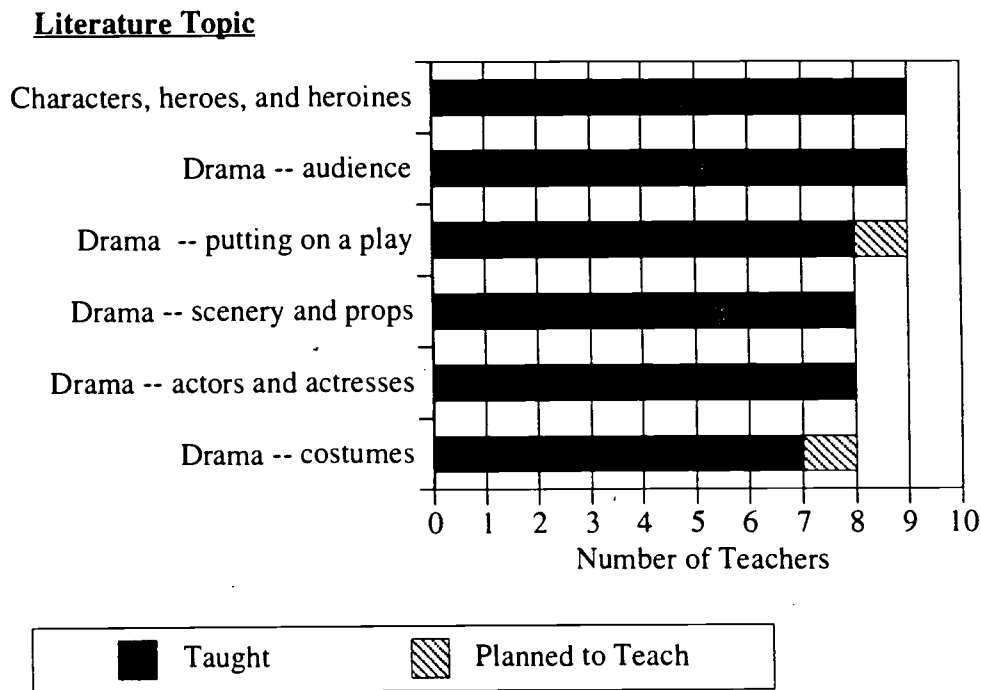 Literature Topic
Characters, heroes, and heroines
Drama -- audience
Drama -- putting on a play
Drama -- scenery and props
Drama -- actors and actresses
Drama -- costumes
0 1 2 3 4 5 6 7 8 9 10
Number of Teachers
Taught Planned to Teach